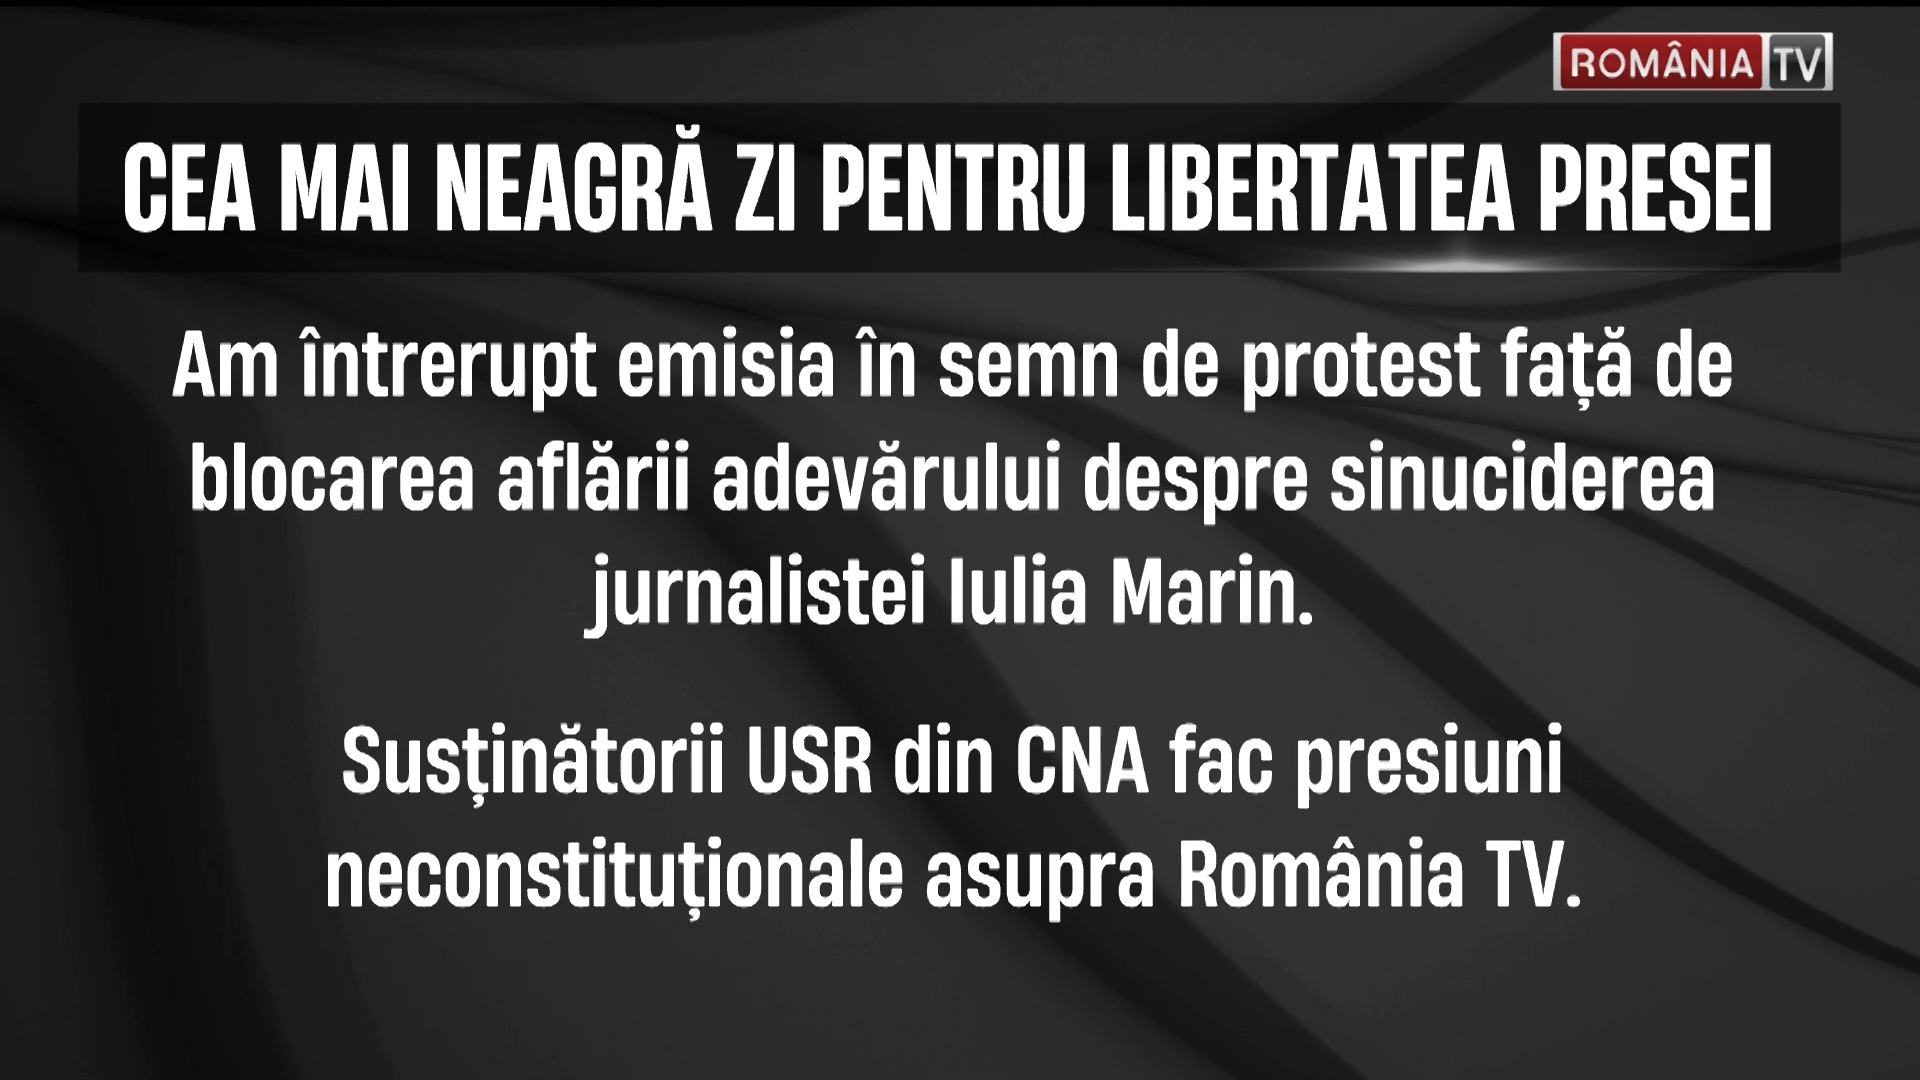 ROMÂNIA TV
CEA MAI NEAGRĂ ZI PENTRU LIBERTATEA PRESEI
Am întrerupt emisia în semn de protest față de
blocarea aflării adevărului despre sinuciderea
jurnalistei Iulia Marin.
Susținătorii USR din CNA fac presiuni
neconstituționale asupra România TV.